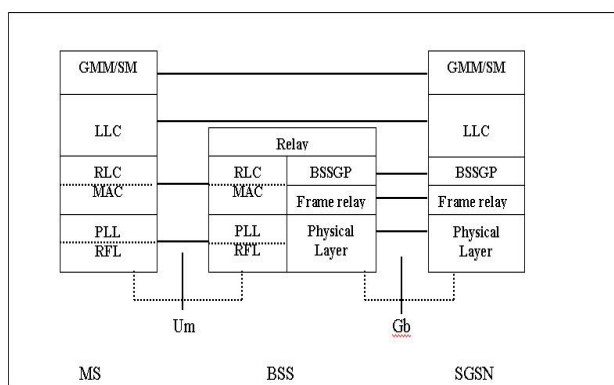 GMM/SM
LLC
RLC
MAC
PLL
RFL
Relay
RLC
MAC
PLL
RFL
BSSGP
Frame relay
Physical
Layer
GMM/SM
LLC
BSSGP
Frame relay
Physical
Layer
Um
Gb
MS
BSS
SGSN